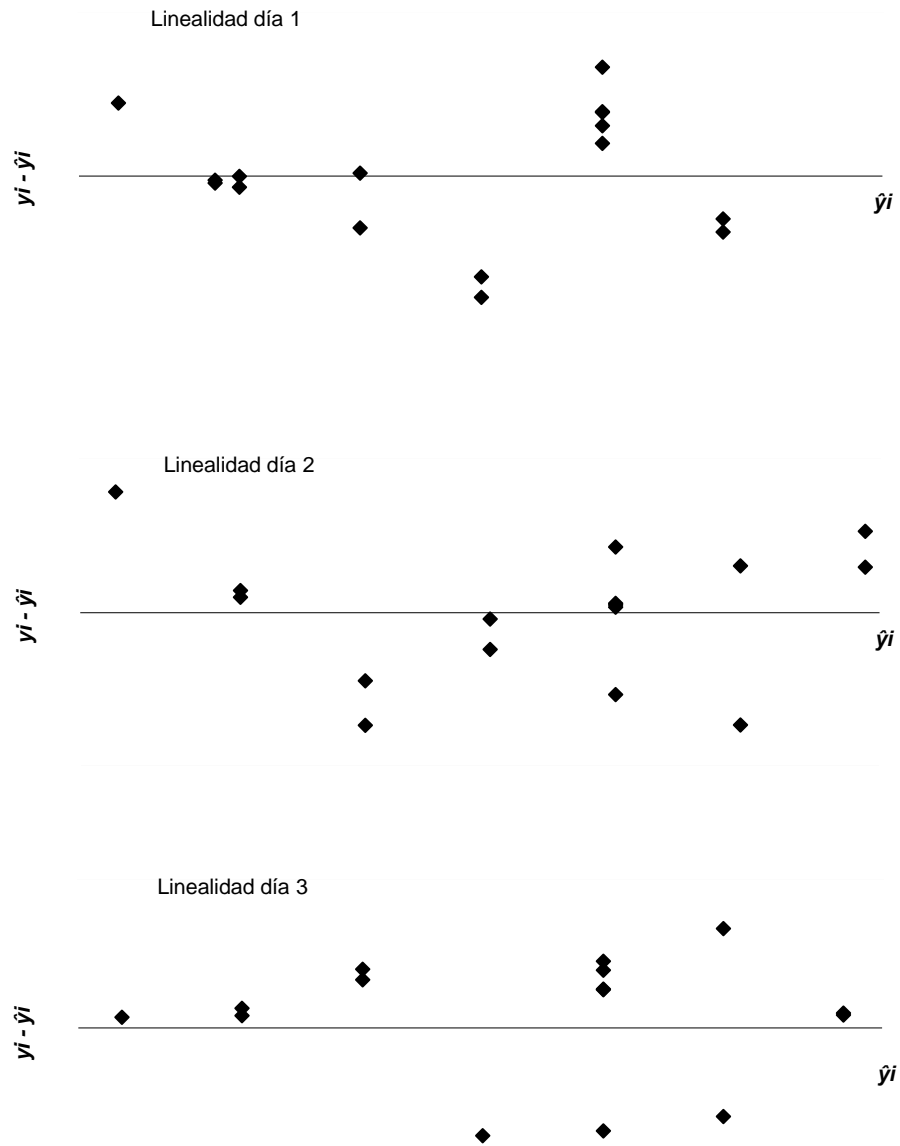 Linealidad día 1
yi - ŷi
ŷi
Linealidad día 2
yi - ŷi
ŷi
Linealidad día 3
yi - ŷi
ŷi